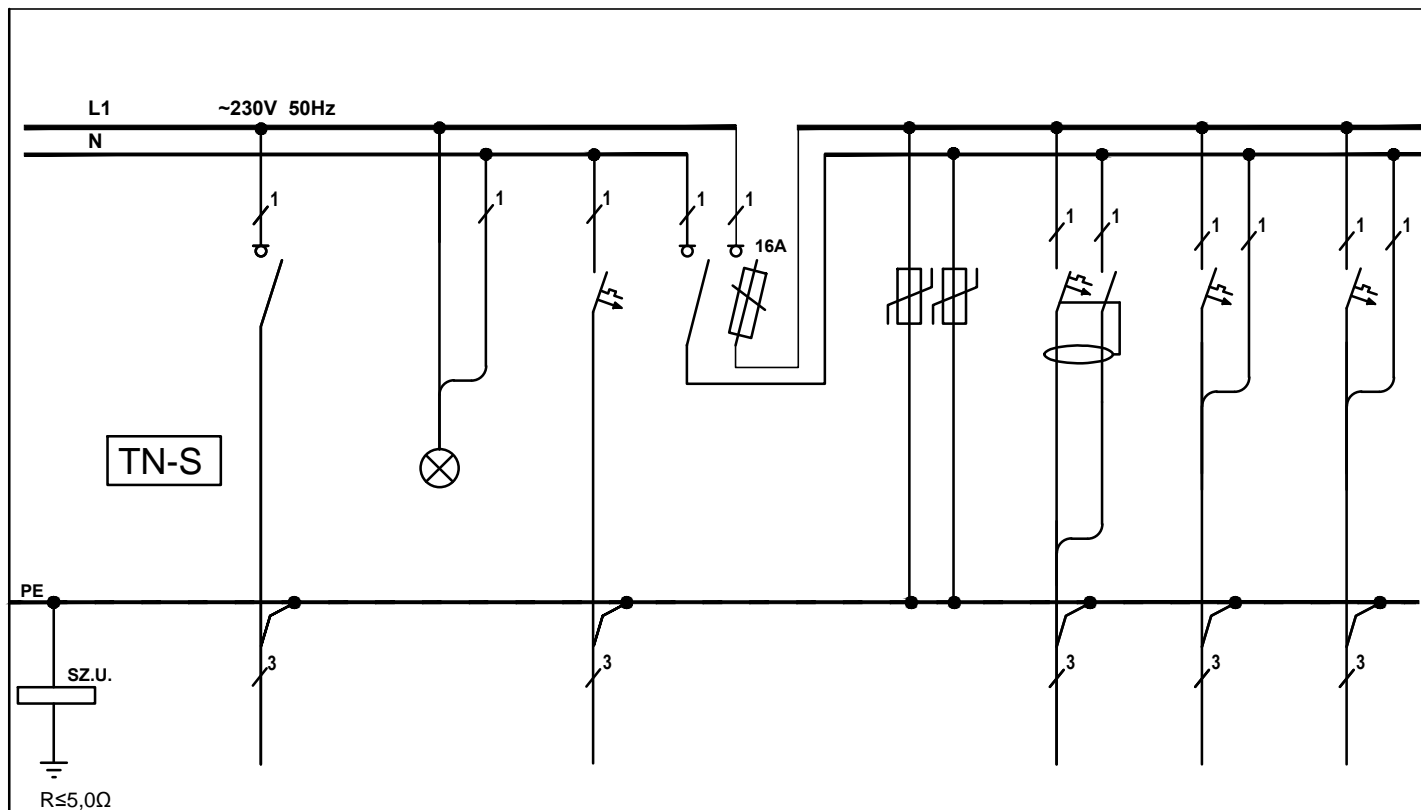 L1 ~230V 50Hz
N
1 1 1 1 1 1 1 1 1 1 1
16A
TN-S
PE
3 3 3 3 3
SZ.U.
R≤5,0Ω